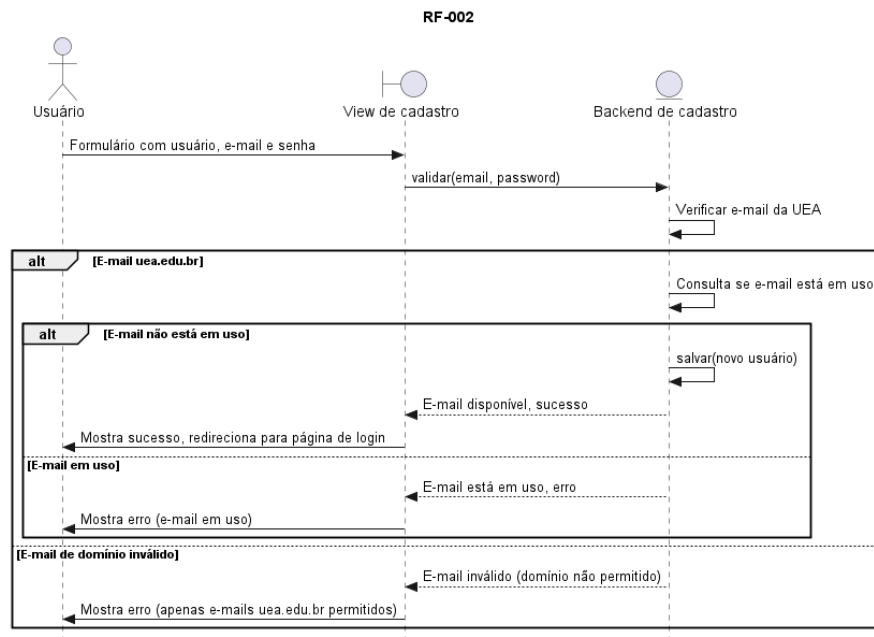 RF-002
Usuário
View de cadastro
Backend de cadastro
Formulário com usuário, e-mail e senha
validar(email, password)
Verificar e-mail da UEA
alt
[E-mail uea.edu.br]
Consulta se e-mail está em uso
alt
[E-mail não está em uso]
salvar(novo usuário)
E-mail disponível, sucesso
Mostra sucesso, redireciona para página de login
[E-mail em uso]
E-mail está em uso, erro
Mostra erro (e-mail em uso)
[E-mail de domínio inválido]
E-mail inválido (domínio não permitido)
Mostra erro (apenas e-mails uea.edu.br permitidos)